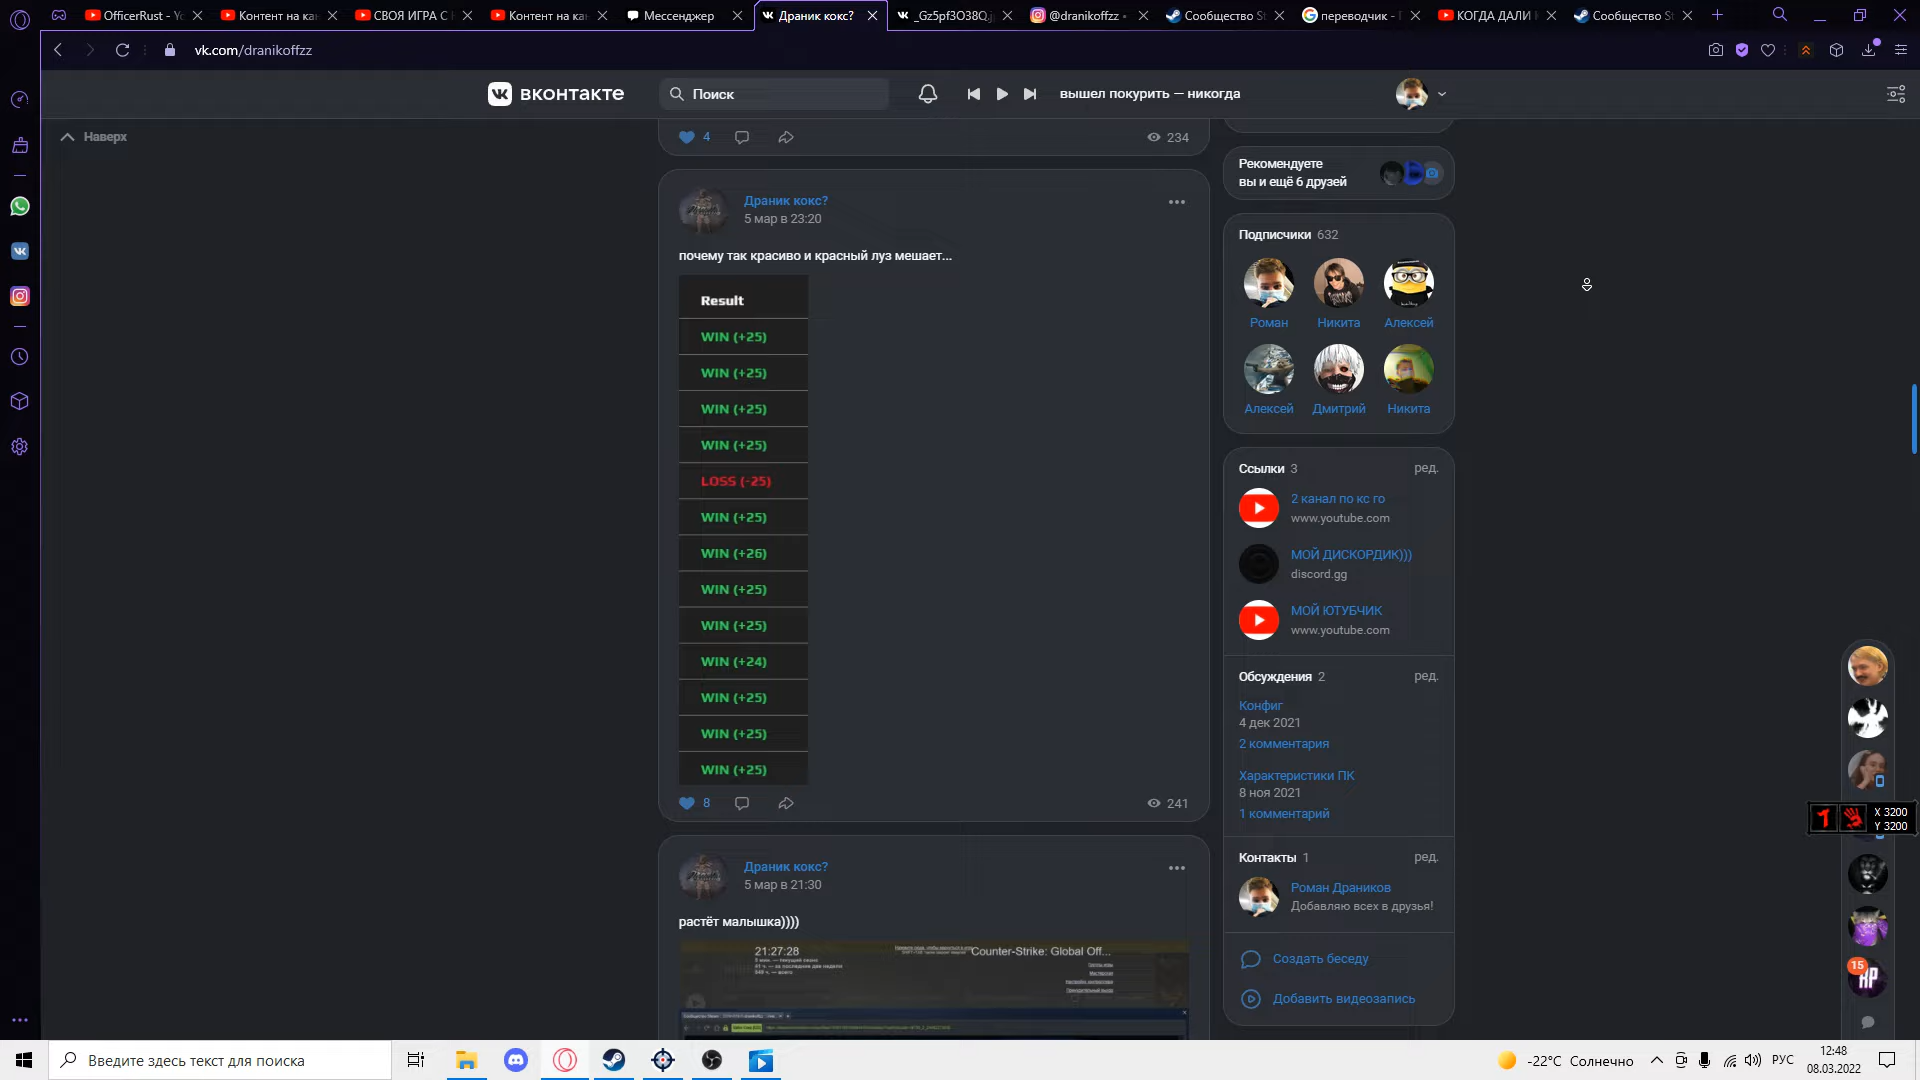 OfficerRust - Yo
Контент на ка
СВОЯ ИГРА С
Контент на ка
Мессенджер
Драник кокс?
_Gz5pf3O38Q.j
@dranikoffzz •
Сообщество St
переводчик -
КОГДА ДАЛИ
Сообщество St
vk.com/dranikoffzz
вконтакте
Поиск
вышел покурить — никогда
Наверх
4
234
Драник кокс?
5 мар в 23:20
почему так красиво и красный луз мешает...
Result
WIN (+25)
WIN (+25)
WIN (+25)
WIN (+25)
LOSS (-25)
WIN (+25)
WIN (+26)
WIN (+25)
WIN (+25)
WIN (+24)
WIN (+25)
WIN (+25)
WIN (+25)
8
241
Драник кокс?
5 мар в 21:30
растёт малышка))))
21:27:28
Counter-Strike: Global Off...
Рекомендуете
вы и ещё 6 друзей
Подписчики 632
Роман
Никита
Алексей
Алексей
Дмитрий
Никита
Ссылки 3
ред.
2 канал по кс го
www.youtube.com
МОЙ ДИСКОРДИК)))
discord.gg
МОЙ ЮТУБЧИК
www.youtube.com
Обсуждения 2
ред.
Конфиг
4 дек 2021
2 комментария
Характеристики ПК
8 ноя 2021
1 комментарий
Контакты 1
ред.
Роман Драников
Добавляю всех в друзья!
Создать беседу
Добавить видеозапись
X 3200
Y 3200
15
Введите здесь текст для поиска
-22°C Солнечно
РУС
12:48
08.03.2022